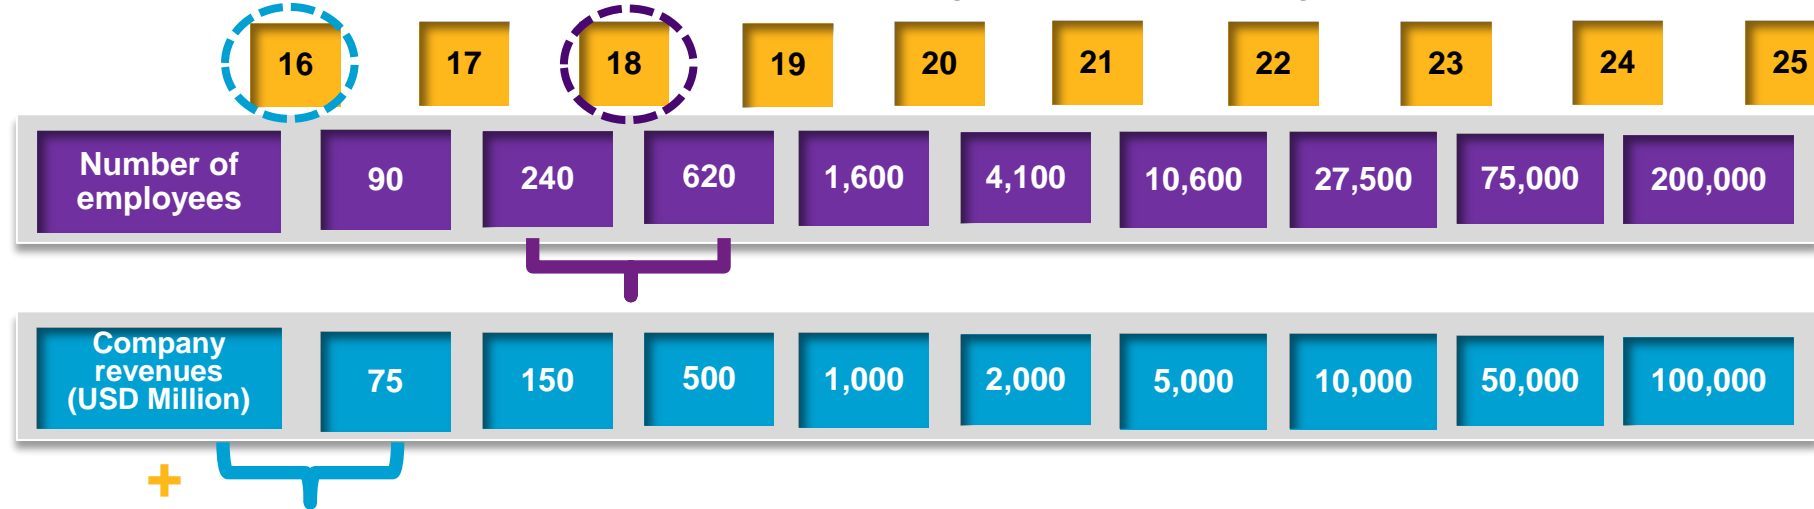 16 17 18 19 20 21 22 23 24 25
Number of
employees
90 240 620 1,600 4,100 10,600 27,500 75,000 200,000
Company
revenues
(USD Million)
75 150 500 1,000 2,000 5,000 10,000 50,000 100,000
+